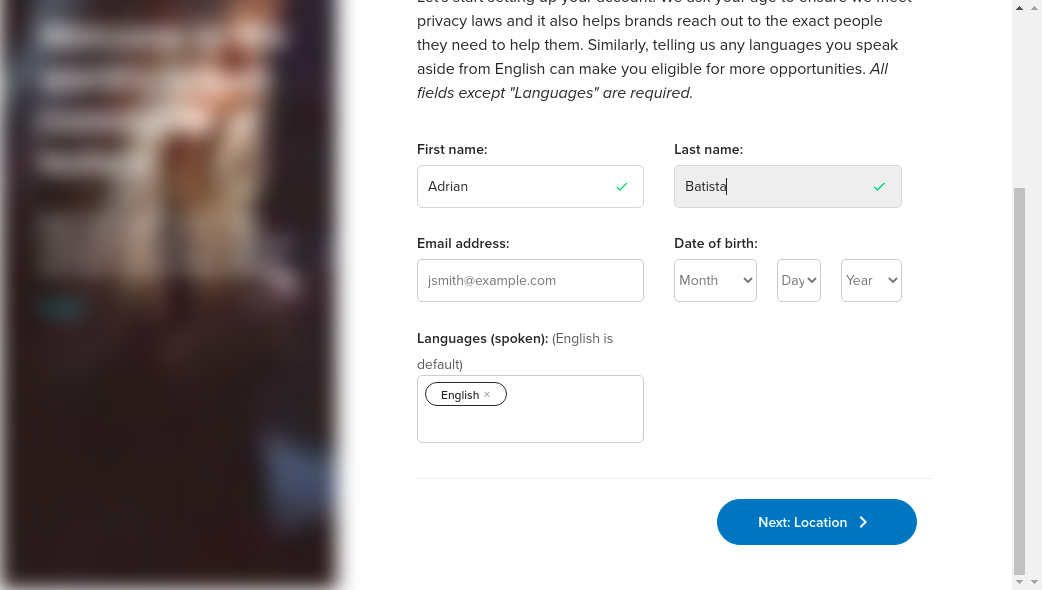 privacy laws and it also helps brands reach out to the exact people
they need to help them. Similarly, telling us any languages you speak
aside from English can make you eligible for more opportunities. All
fields except "Languages" are required.
First name:
Last name:
Adrian
Batista
Email address:
Date of birth:
jsmith@example.com
Month
Day
Year
Languages (spoken): (English is
default)
English ×
Next: Location